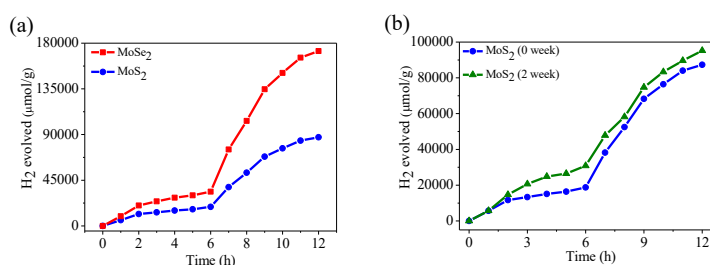 (a)
MoSe2
MoS2
H2 evolved (μmol/g)
180000
135000
90000
45000
0
0 2 4 6 8 10 12
Time (h)
(b)
MoS2 (0 week)
MoS2 (2 week)
H2 evolved (μmol/g)
100000
80000
60000
40000
20000
0
0 3 6 9 12
Time (h)